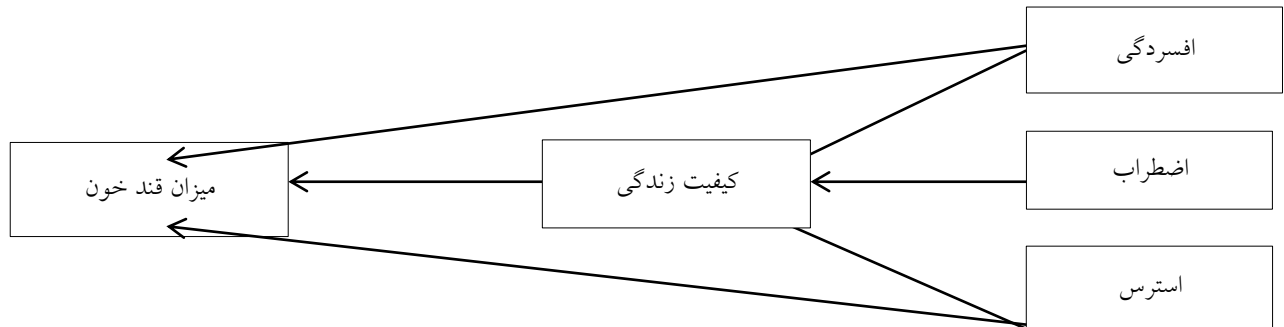 افسردگی
اضطراب
کیفیت زندگی
میزان قند خون
استرس